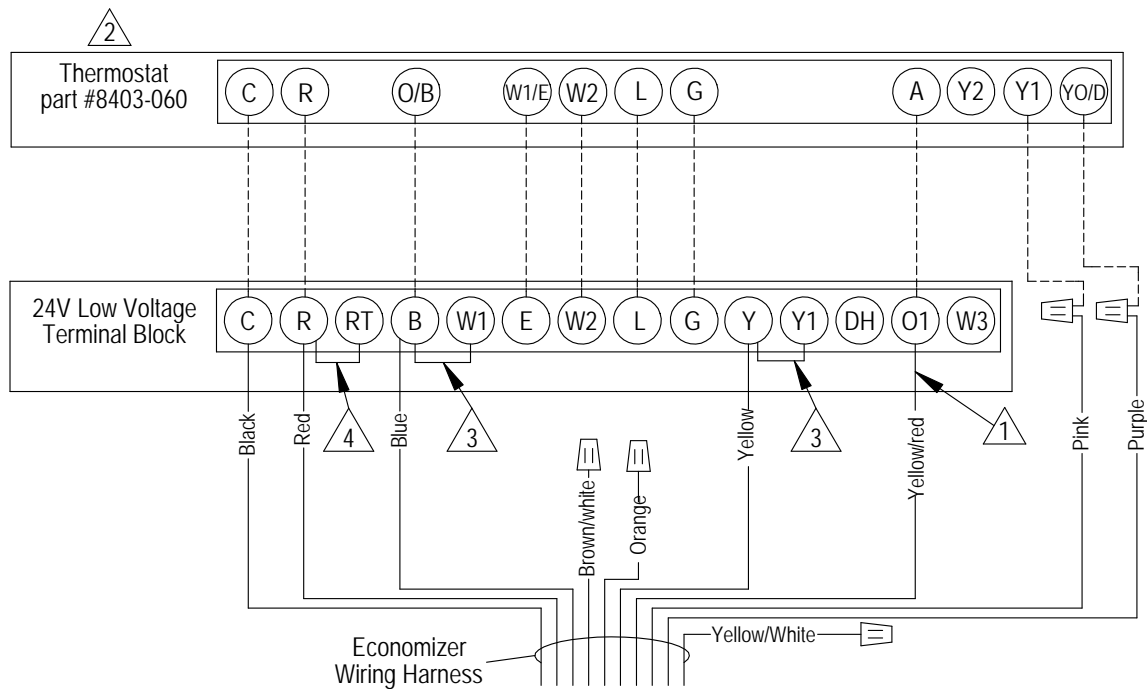 2
Thermostat
part #8403-060
C R O/B W1/E W2 L G A Y2 Y1 YO/D
24V Low Voltage
Terminal Block
C R RT B W1 E W2 L G Y Y1 DH O1 W3
Black
Red
4
Blue
3
Brown/white
Orange
Yellow
3
Yellow/red
1
Pink
Purple
Yellow/White
Economizer
Wiring Harness